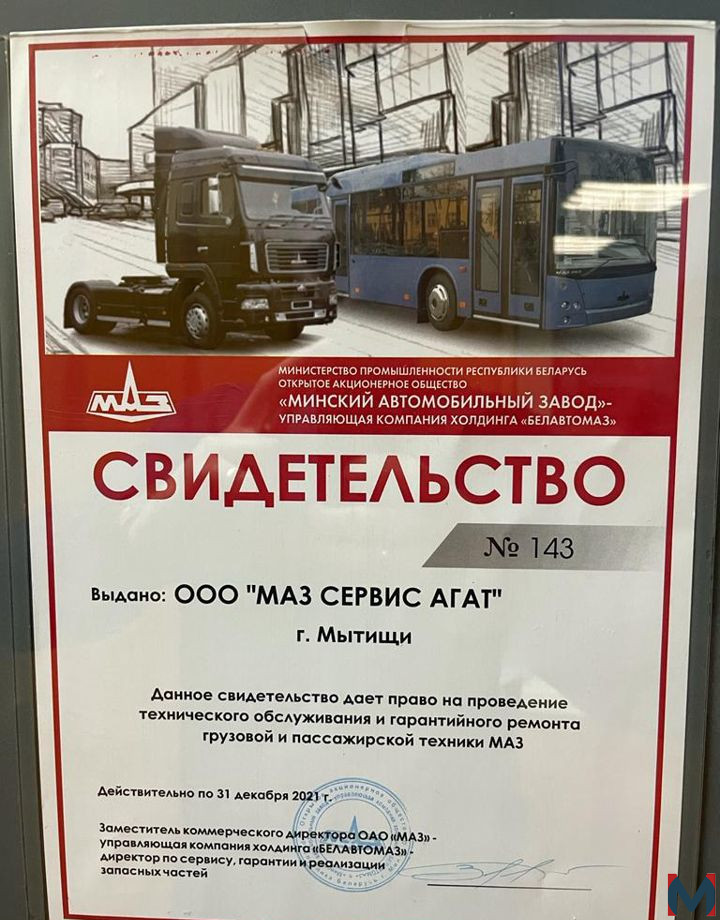 МИНИСТЕРСТВО ПРОМЫШЛЕННОСТИ РЕСПУБЛИКИ БЕЛАРУСЬ
ОТКРЫТОЕ АКЦИОНЕРНОЕ ОБЩЕСТВО
«МИНСКИЙ АВТОМОБИЛЬНЫЙ ЗАВОД»-
УПРАВЛЯЮЩАЯ КОМПАНИЯ ХОЛДИНГА «БЕЛАВТОМАЗ»
МАЗ
СВИДЕТЕЛЬСТВО
№ 143
Выдано: ООО "МАЗ СЕРВИС АГАТ"
г. Мытищи
Данное свидетельство дает право на проведение
технического обслуживания и гарантийного ремонта
грузовой и пассажирской техники МАЗ
Действительно по 31 декабря 2021 г.
Заместитель коммерческого директора ОАО «МАЗ» -
управляющая компания холдинга «БЕЛАВТОМАЗ» -
директор по сервису, гарантии и реализации
запасных частей
М